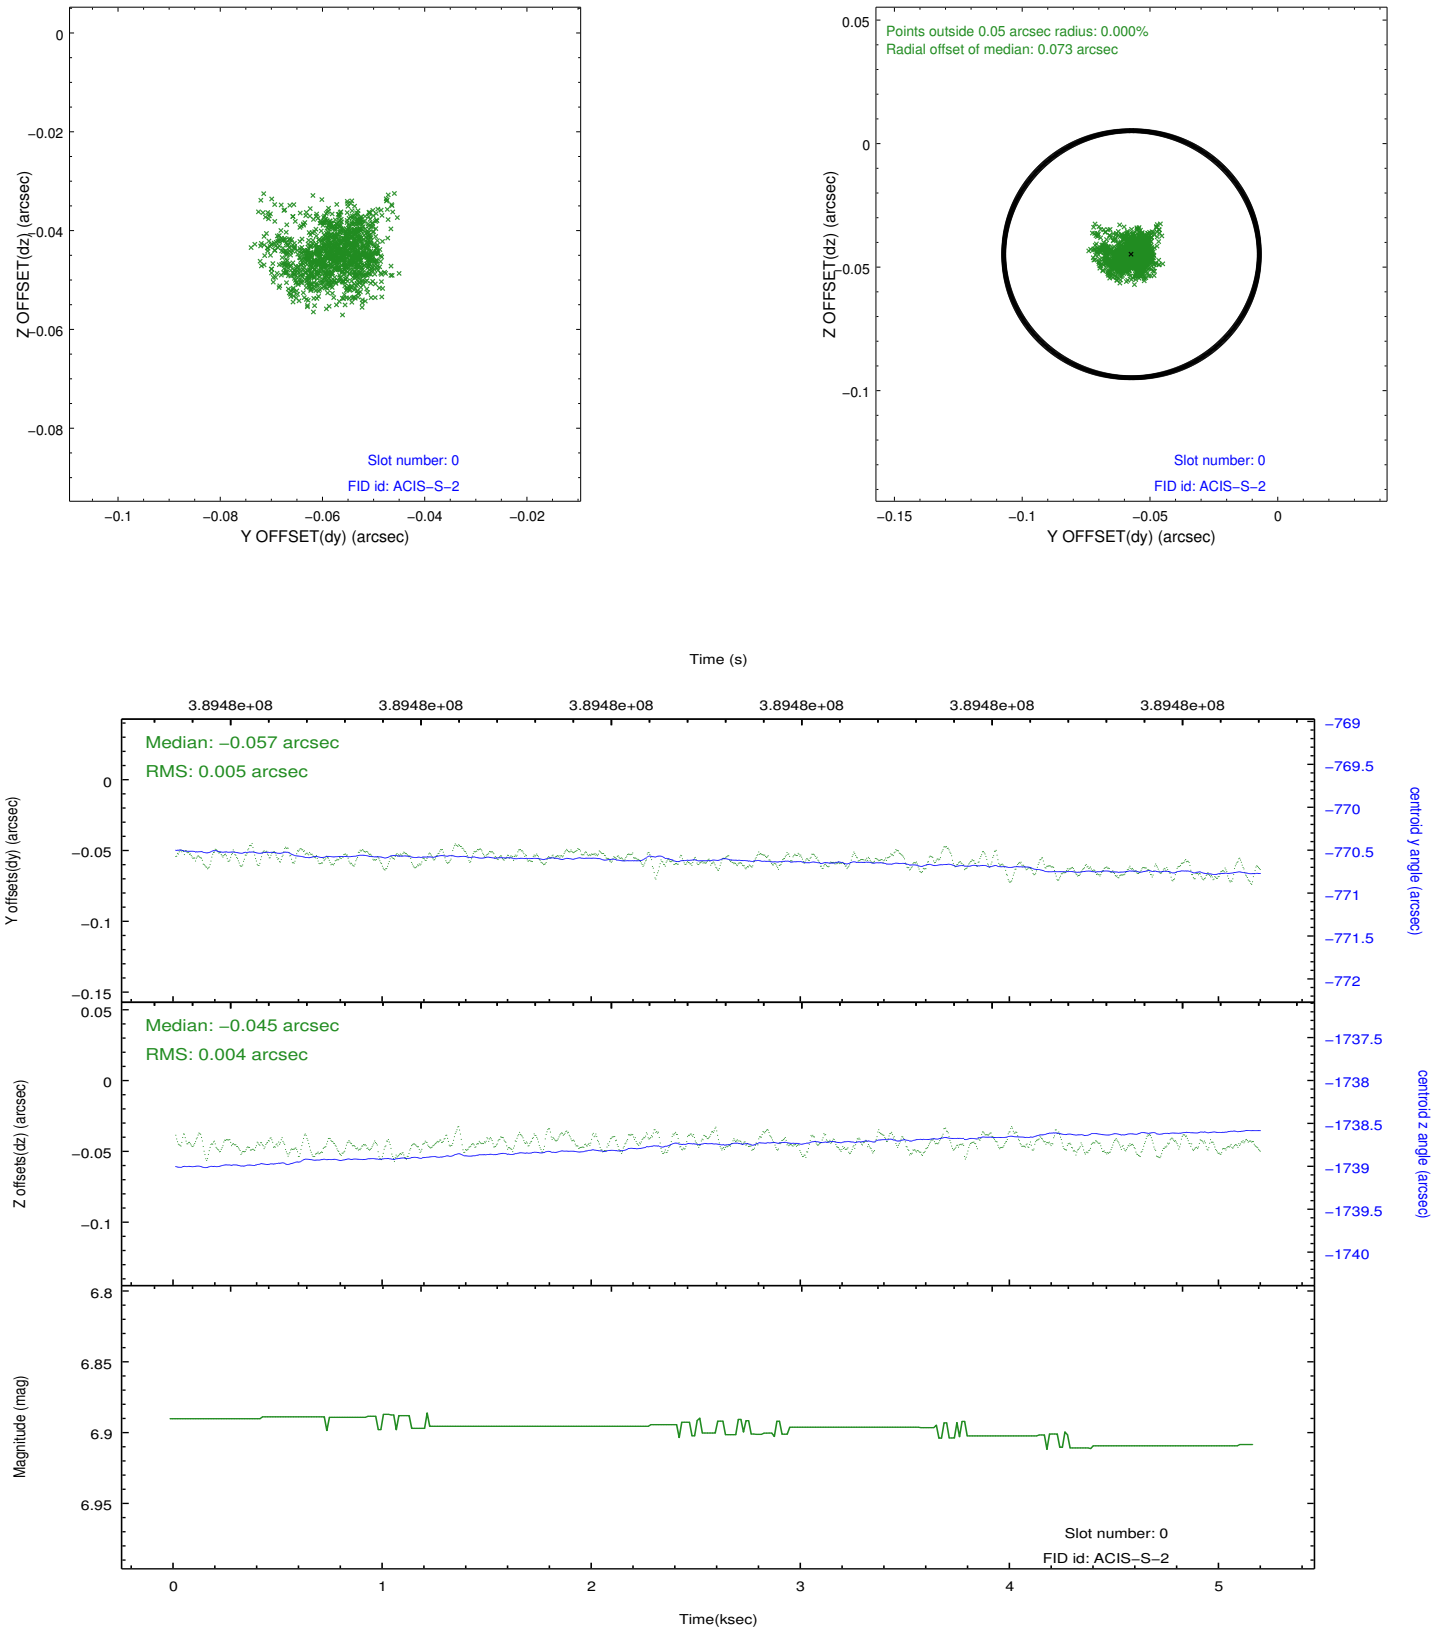 0
−0.02
−0.04
−0.06
−0.08
Z OFFSET(dz) (arcsec)
Slot number: 0
FID id: ACIS−S−2
−0.1
−0.08
−0.06
−0.04
−0.02
Y OFFSET(dy) (arcsec)
0.05
0
−0.05
−0.1
Z OFFSET(dz) (arcsec)
Points outside 0.05 arcsec radius: 0.000%
Radial offset of median: 0.073 arcsec
Slot number: 0
FID id: ACIS−S−2
−0.15
−0.1
−0.05
0
Y OFFSET(dy) (arcsec)
Time (s)
3.8948e+08
3.8948e+08
3.8948e+08
3.8948e+08
3.8948e+08
3.8948e+08
Median: −0.057 arcsec
RMS: 0.005 arcsec
0
−0.05
−0.1
−0.15
Y offsets(dy) (arcsec)
−769
−769.5
−770
−770.5
−771
−771.5
−772
centroid y angle (arcsec)
Median: −0.045 arcsec
RMS: 0.004 arcsec
0.05
0
−0.05
−0.1
Z offsets(dz) (arcsec)
−1737.5
−1738
−1738.5
−1739
−1739.5
−1740
centroid z angle (arcsec)
6.8
6.85
6.9
6.95
Magnitude (mag)
Slot number: 0
FID id: ACIS−S−2
0
1
2
3
4
5
Time(ksec)